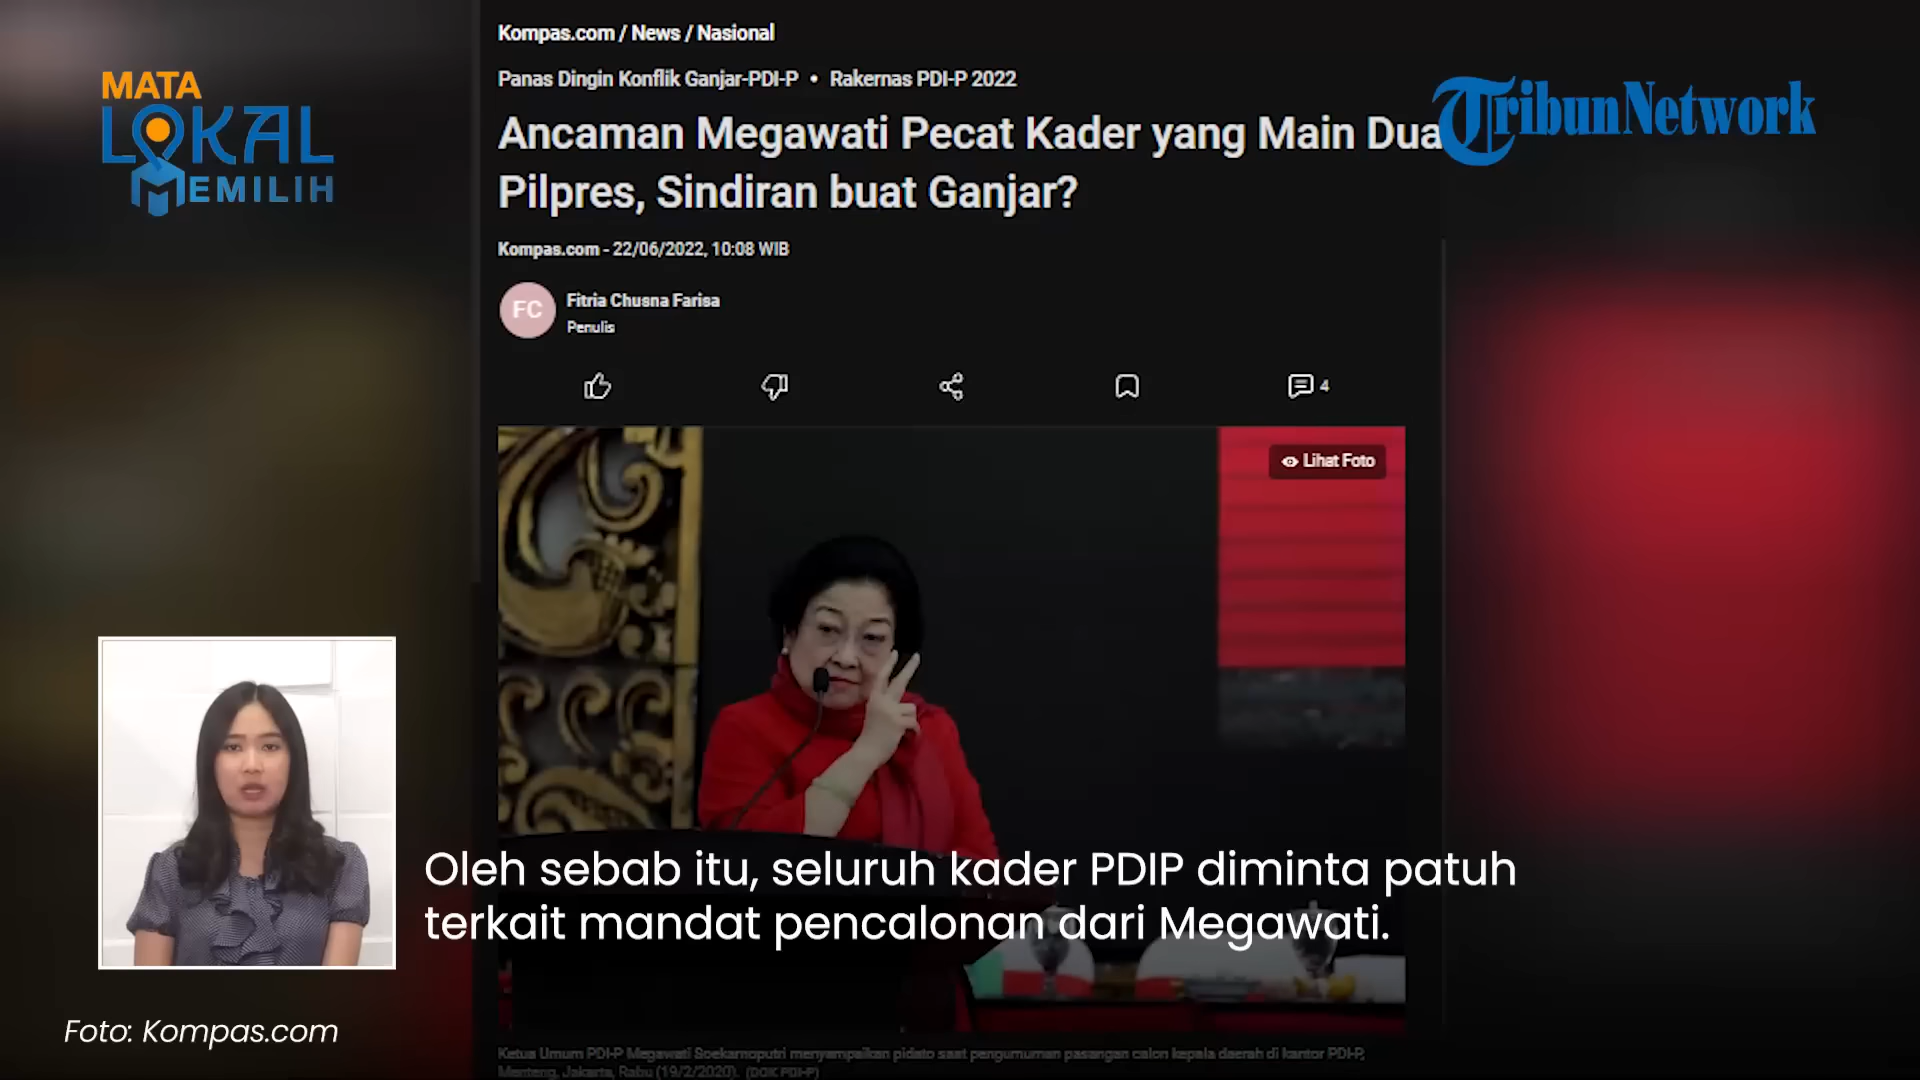 Kompas.com / News / Nasional
Panas Dingin Konflik Ganjar-PDI-P • Rakernas PDI-P 2022
MATA
LOKAL
MEMILIH
TribunNetwork
Ancaman Megawati Pecat Kader yang Main Dua
Pilpres, Sindiran buat Ganjar?
Kompas.com - 22/06/2022, 10:08 WIB
FC
Fitria Chusna Farisa
Penulis
4
Lihat Foto
Oleh sebab itu, seluruh kader PDIP diminta patuh
terkait mandat pencalonan dari Megawati.
Foto: Kompas.com
Ketua Umum PDI-P Megawati Soekarnoputri menyampaikan pidato saat pengumuman pasangan calon kepala daerah di kantor PDI-P,
Menteng, Jakarta, Rabu (19/2/2020). (DOK PDI-P)